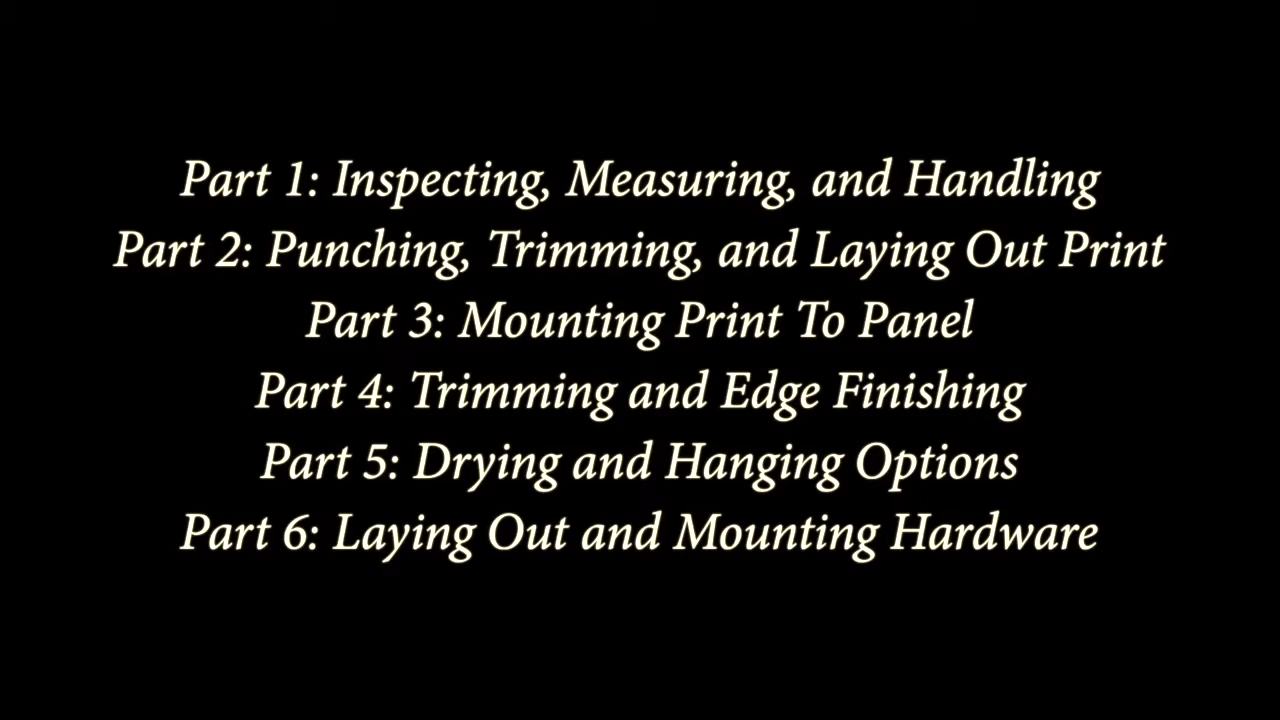 Part 1: Inspecting, Measuring, and Handling
Part 2: Punching, Trimming, and Laying Out Print
Part 3: Mounting Print To Panel
Part 4: Trimming and Edge Finishing
Part 5: Drying and Hanging Options
Part 6: Laying Out and Mounting Hardware